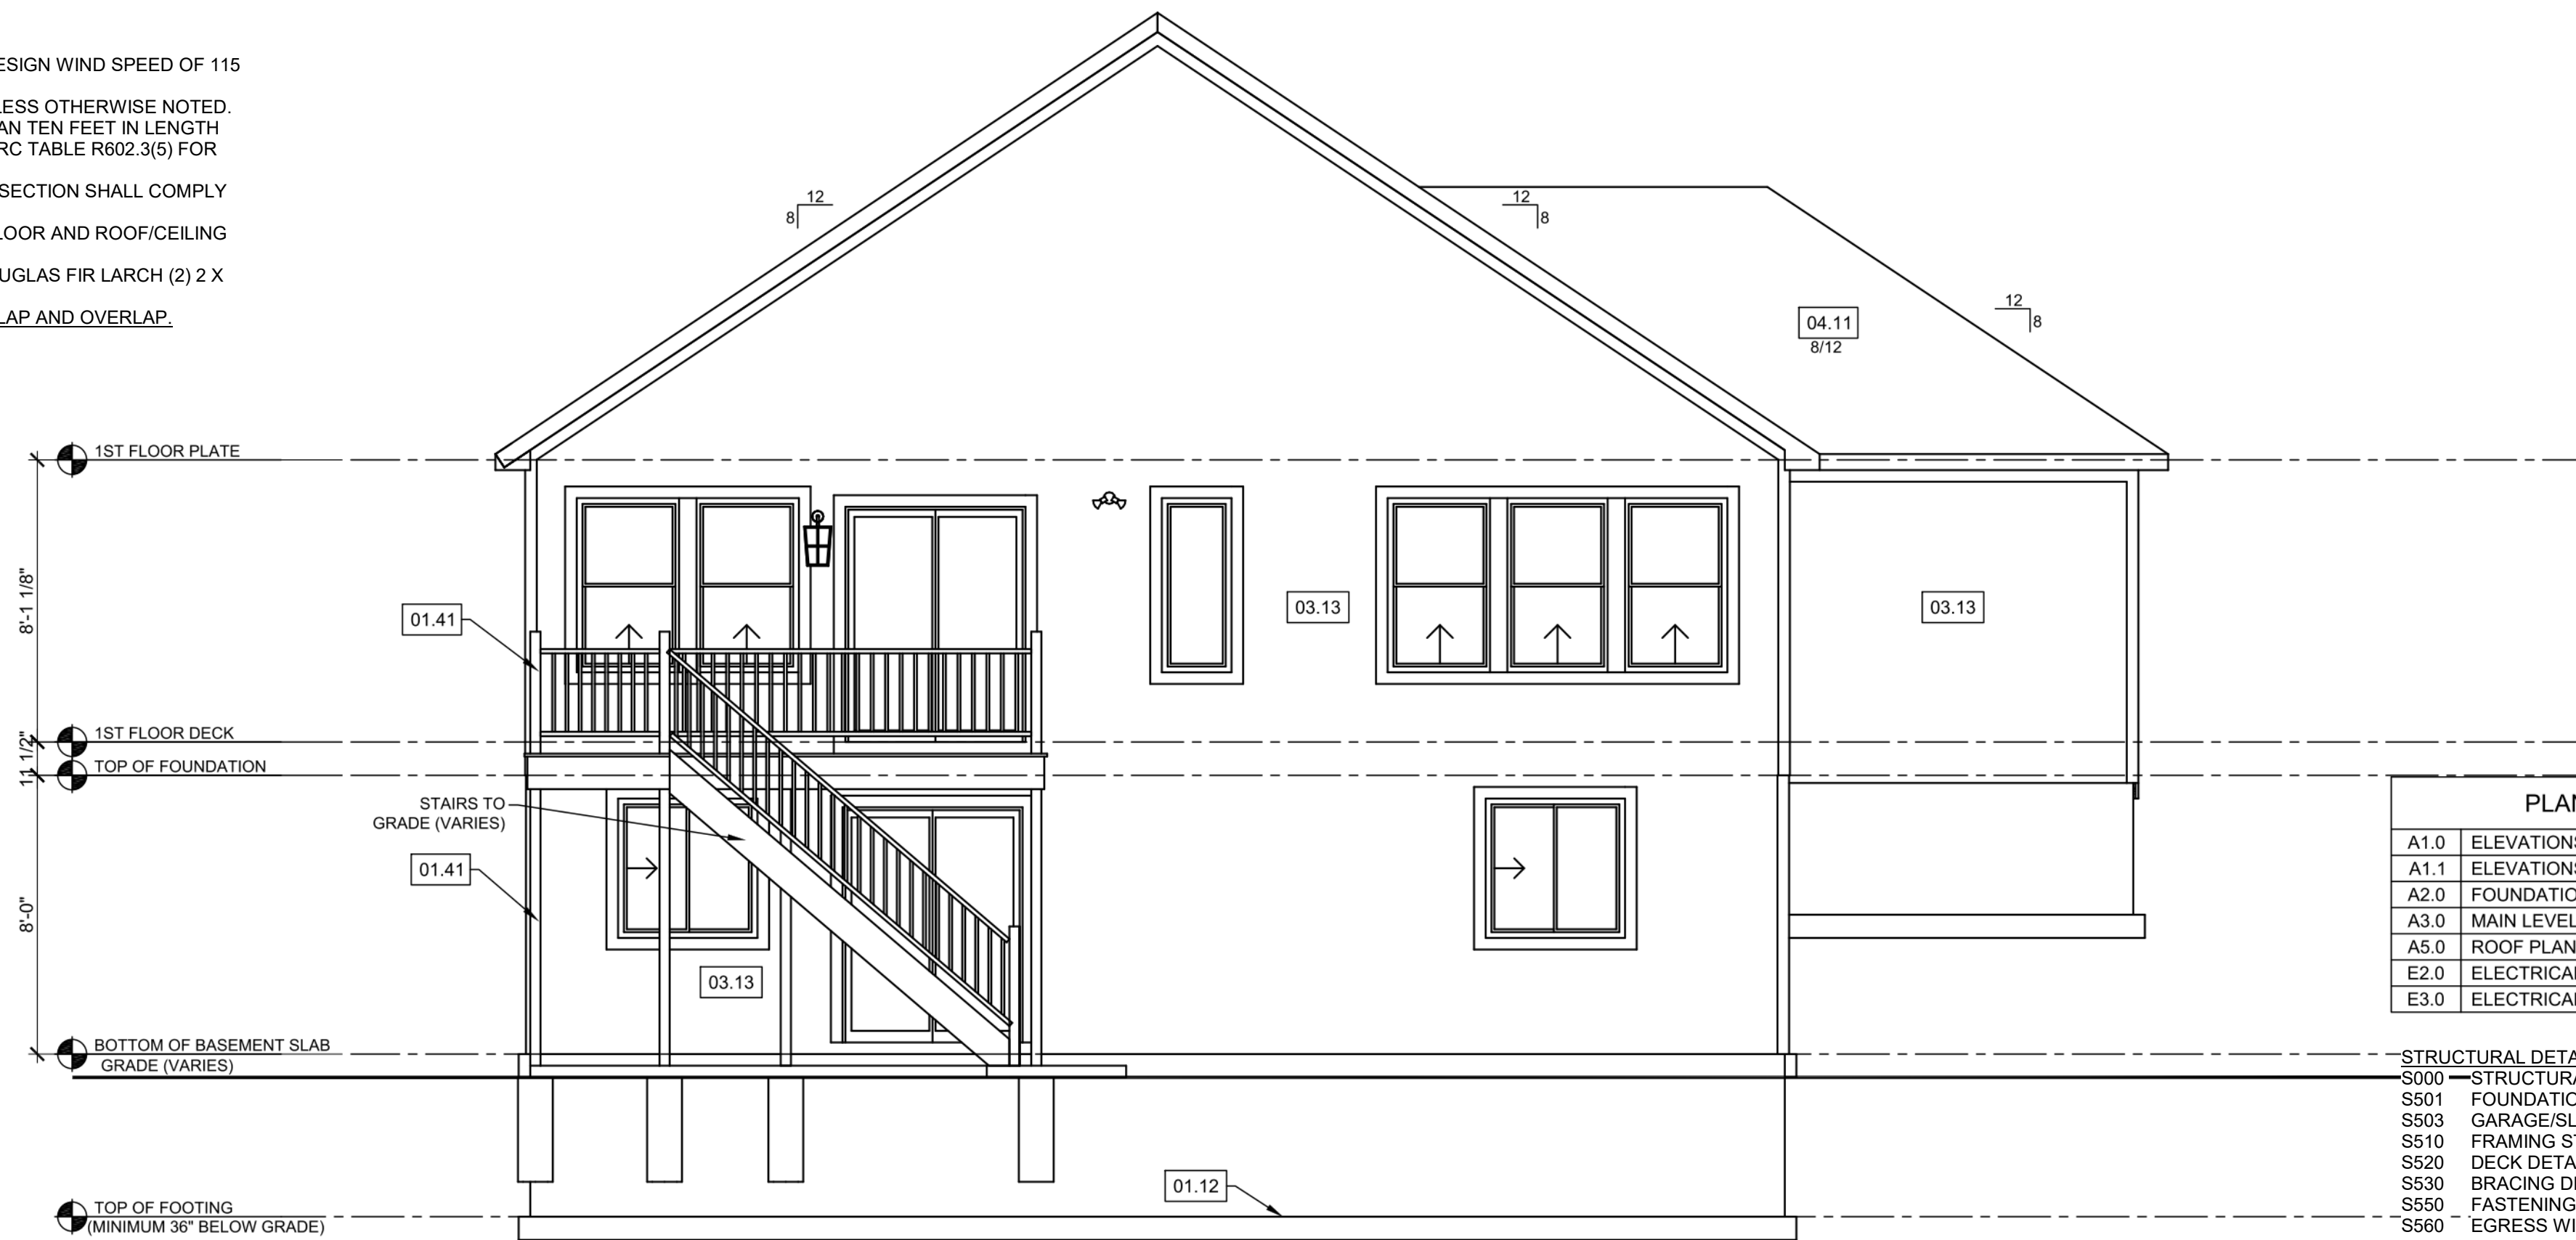 ESIGN WIND SPEED OF 115
LESS OTHERWISE NOTED.
AN TEN FEET IN LENGTH
RC TABLE R602.3(5) FOR
SECTION SHALL COMPLY
LOOR AND ROOF/CEILING
UGLAS FIR LARCH (2) 2 X
LAP AND OVERLAP.
12
8
12
8
12
8
04.11
8/12
1ST FLOOR PLATE
8'-1 1/8"
01.41
03.13
03.13
1ST FLOOR DECK
11 1/2"
TOP OF FOUNDATION
STAIRS TO
GRADE (VARIES)
01.41
8'-0"
03.13
BOTTOM OF BASEMENT SLAB
GRADE (VARIES)
01.12
TOP OF FOOTING
(MINIMUM 36" BELOW GRADE)
PLAN
A1.0 ELEVATIONS
A1.1 ELEVATIONS
A2.0 FOUNDATIO
A3.0 MAIN LEVEL
A5.0 ROOF PLAN
E2.0 ELECTRICAL
E3.0 ELECTRICAL
STRUCTURAL DETA
S000 STRUCTURA
S501 FOUNDATIO
S503 GARAGE/SL
S510 FRAMING ST
S520 DECK DETA
S530 BRACING DE
S550 FASTENING
S560 EGRESS WI